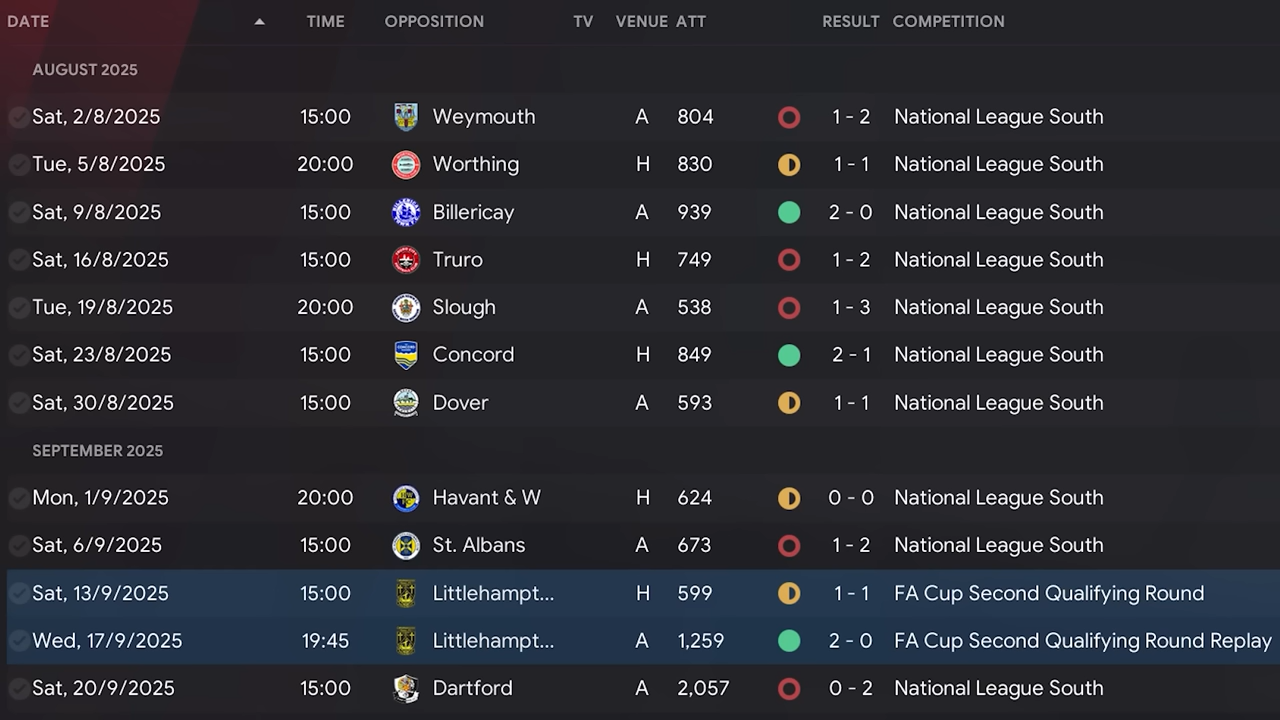 DATE TIME OPPOSITION TV VENUE ATT RESULT COMPETITION
AUGUST 2025
Sat, 2/8/2025 15:00 Weymouth A 804 1 - 2 National League South
Tue, 5/8/2025 20:00 Worthing H 830 1 - 1 National League South
Sat, 9/8/2025 15:00 Billericay A 939 2 - 0 National League South
Sat, 16/8/2025 15:00 Truro H 749 1 - 2 National League South
Tue, 19/8/2025 20:00 Slough A 538 1 - 3 National League South
Sat, 23/8/2025 15:00 Concord H 849 2 - 1 National League South
Sat, 30/8/2025 15:00 Dover A 593 1 - 1 National League South
SEPTEMBER 2025
Mon, 1/9/2025 20:00 Havant & W H 624 0 - 0 National League South
Sat, 6/9/2025 15:00 St. Albans A 673 1 - 2 National League South
Sat, 13/9/2025 15:00 Littlehampt... H 599 1 - 1 FA Cup Second Qualifying Round
Wed, 17/9/2025 19:45 Littlehampt... A 1,259 2 - 0 FA Cup Second Qualifying Round Replay
Sat, 20/9/2025 15:00 Dartford A 2,057 0 - 2 National League South